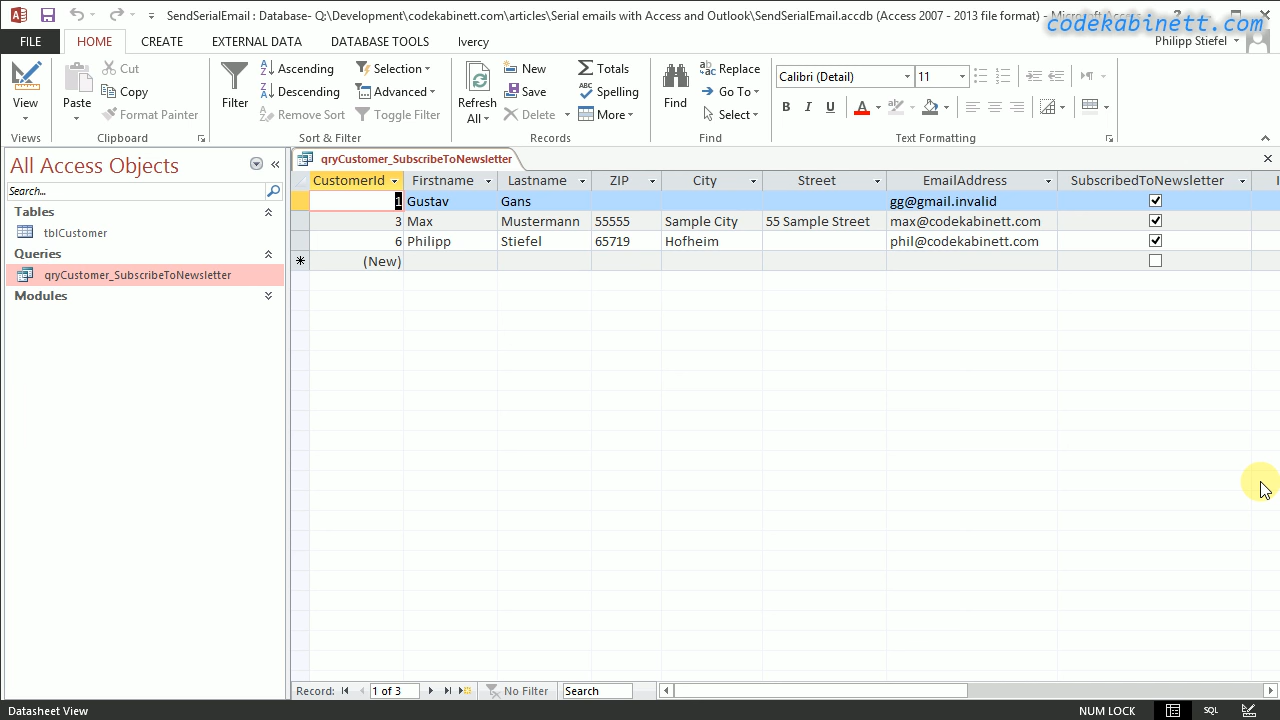 SendSerialEmail : Database- Q:\Development\codekabinett.com\articles\Serial emails with Access and Outlook\SendSerialEmail.accdb (Access 2007 - 2013 file format) -
codekabinett.com
FILE HOME CREATE EXTERNAL DATA DATABASE TOOLS Ivercy Philipp Stiefel
View
Views
Paste
Cut
Copy
Format Painter
Clipboard
Filter
Ascending
Descending
Remove Sort
Selection
Advanced
Toggle Filter
Sort & Filter
Refresh
All
New
Save
Delete
Totals
Spelling
More
Records
Find
Replace
Go To
Select
Find
Calibri (Detail) 11
B I U A
Text Formatting
All Access Objects
Search...
Tables
tblCustomer
Queries
qryCustomer_SubscribeToNewsletter
Modules
qryCustomer_SubscribeToNewsletter
CustomerId Firstname Lastname ZIP City Street EmailAddress SubscribedToNewsletter
1 Gustav Gans gg@gmail.invalid
3 Max Mustermann 55555 Sample City 55 Sample Street max@codekabinett.com
6 Philipp Stiefel 65719 Hofheim phil@codekabinett.com
(New)
Record: 1 of 3 No Filter Search
Datasheet View NUM LOCK SQL